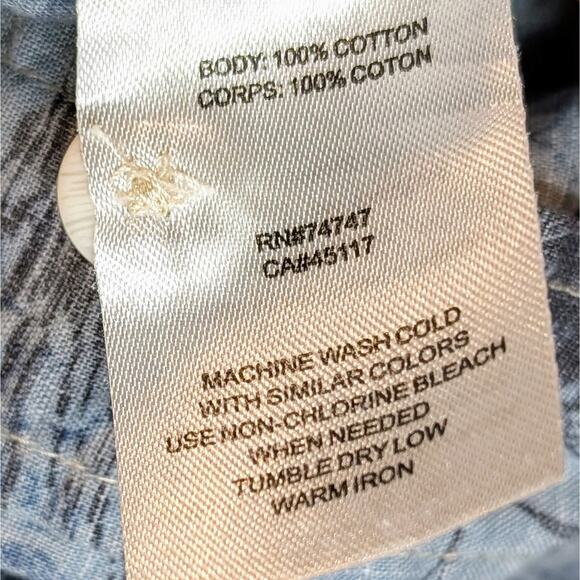 BODY: 100% COTTON
CORPS: 100% COTON
RN#74747
CA#45117
MACHINE WASH COLD
WITH SIMILAR COLORS
USE NON-CHLORINE BLEACH
WHEN NEEDED
TUMBLE DRY LOW
WARM IRON